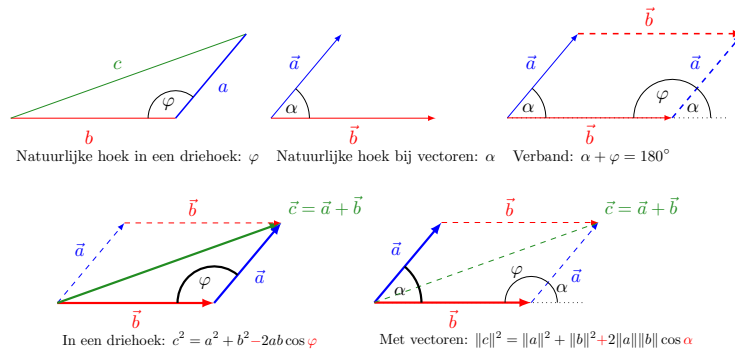 c
a
φ
b
Natuurlijke hoek in een driehoek: φ
a⃗
α
b⃗
Natuurlijke hoek bij vectoren: α
b⃗
a⃗
a⃗
φ
α
α
b⃗
Verband: α + φ = 180°
b⃗
c⃗ = a⃗ + b⃗
a⃗
φ
a⃗
b⃗
In een driehoek: c² = a² + b² − 2ab cos φ
b⃗
c⃗ = a⃗ + b⃗
a⃗
φ
a⃗
α
α
b⃗
Met vectoren: ‖c‖² = ‖a‖² + ‖b‖² + 2‖a‖‖b‖ cos α